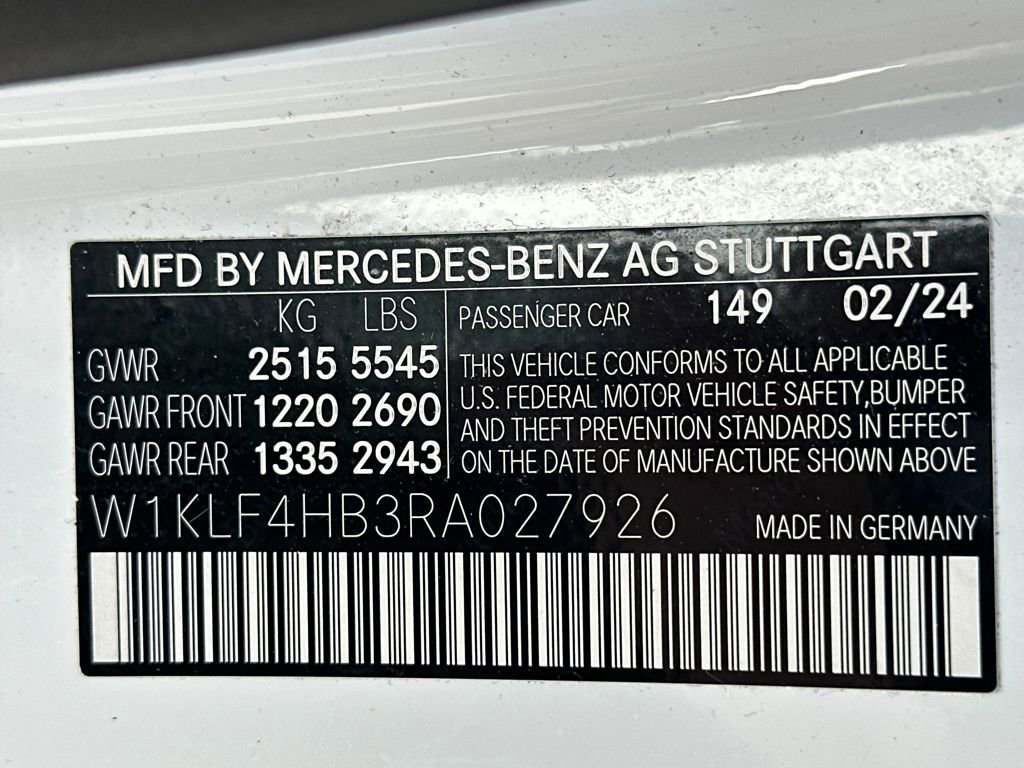 MFD BY MERCEDES-BENZ AG STUTTGART
KG LBS
GVWR 2515 5545
GAWR FRONT 1220 2690
GAWR REAR 1335 2943
PASSENGER CAR 149 02/24
THIS VEHICLE CONFORMS TO ALL APPLICABLE
U.S. FEDERAL MOTOR VEHICLE SAFETY,BUMPER
AND THEFT PREVENTION STANDARDS IN EFFECT
ON THE DATE OF MANUFACTURE SHOWN ABOVE
W1KLF4HB3RA027926
MADE IN GERMANY